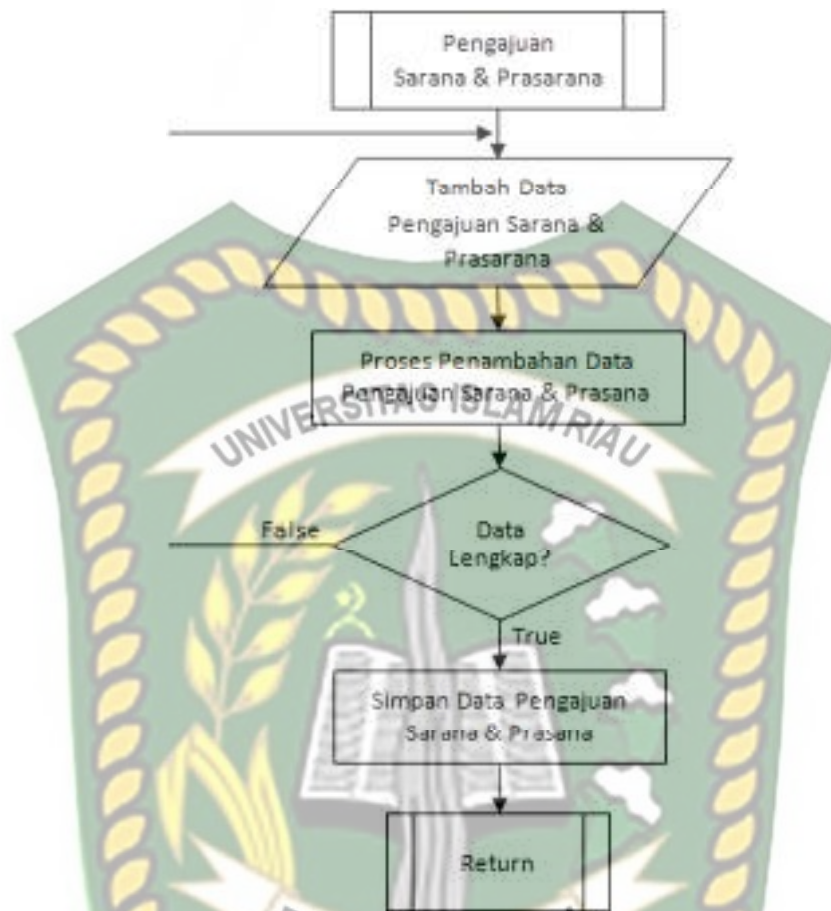 Pengajuan
Sarana & Prasarana
Tambah Data
Pengajuan Sarana &
Prasarana
Proses Penambahan Data
Pengajuan Sarana & Prasana
UNIVERSITAS ISLAM RIAU
False
Data
Lengkap?
True
Simpan Data Pengajuan
Sarana & Prasana
Return